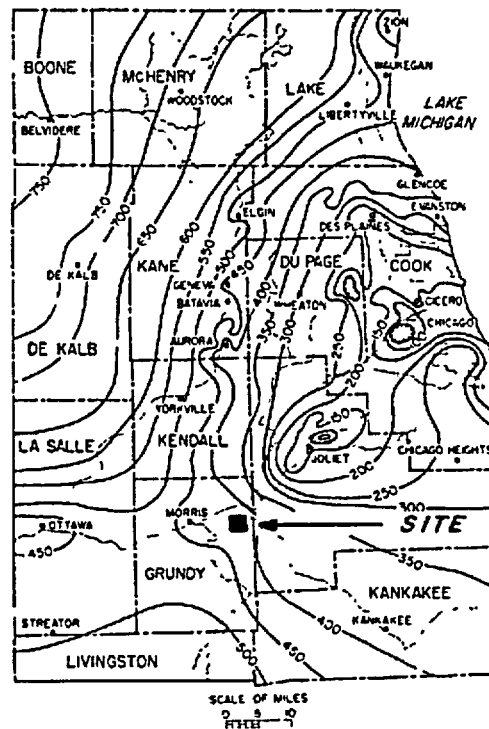 ZION
BOONE
MCHENRY
LAKE
WAUKEGAN
WOODSTOCK
LIBERTYVILLE
LAKE
MICHIGAN
BELVIDERE
750
GLENCOE
EVANSTON
ELGIN
DES PLAINES
750
700
650
600
550
500
450
400
350
300
DE KALB
KANE
GENEVA
BATAVIA
DU PAGE
WHEATON
COOK
CICERO
CHICAGO
150
AURORA
250
200
DE KALB
YORKVILLE
LA SALLE
KENDALL
150
JOLIET
CHICAGO HEIGHTS
200
250
300
MORRIS
SITE
OTTAWA
450
350
GRUNDY
KANKAKEE
STREATOR
400
KANKAKEE
450
500
LIVINGSTON
SCALE OF MILES
0 5 10